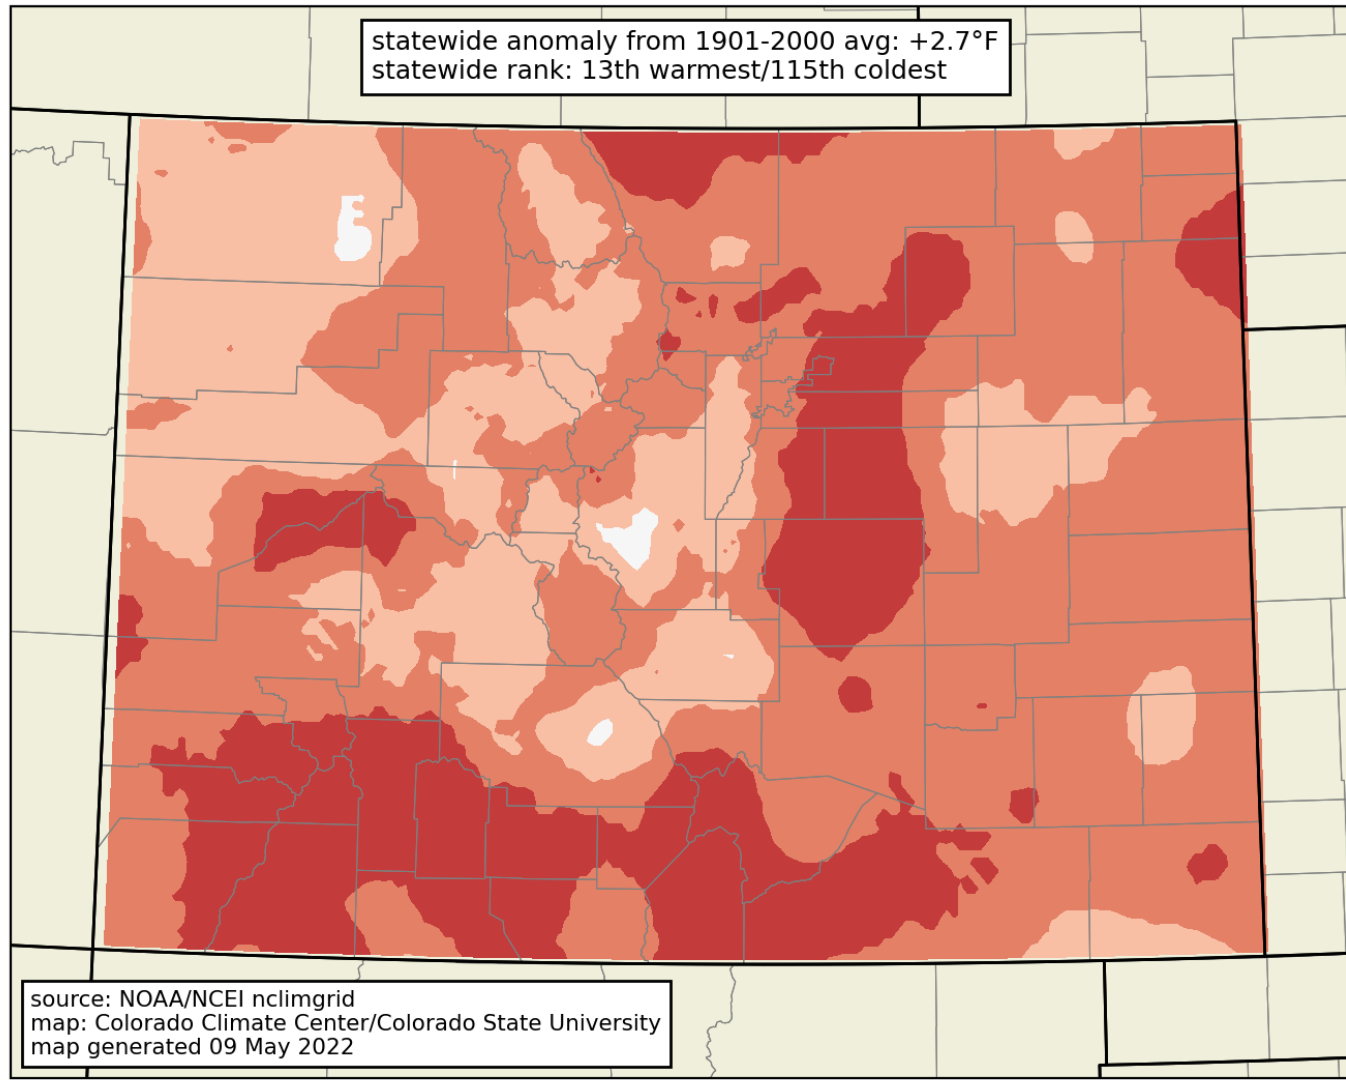 statewide anomaly from 1901-2000 avg: +2.7°F
statewide rank: 13th warmest/115th coldest
source: NOAA/NCEI nclimgrid
map: Colorado Climate Center/Colorado State University
map generated 09 May 2022